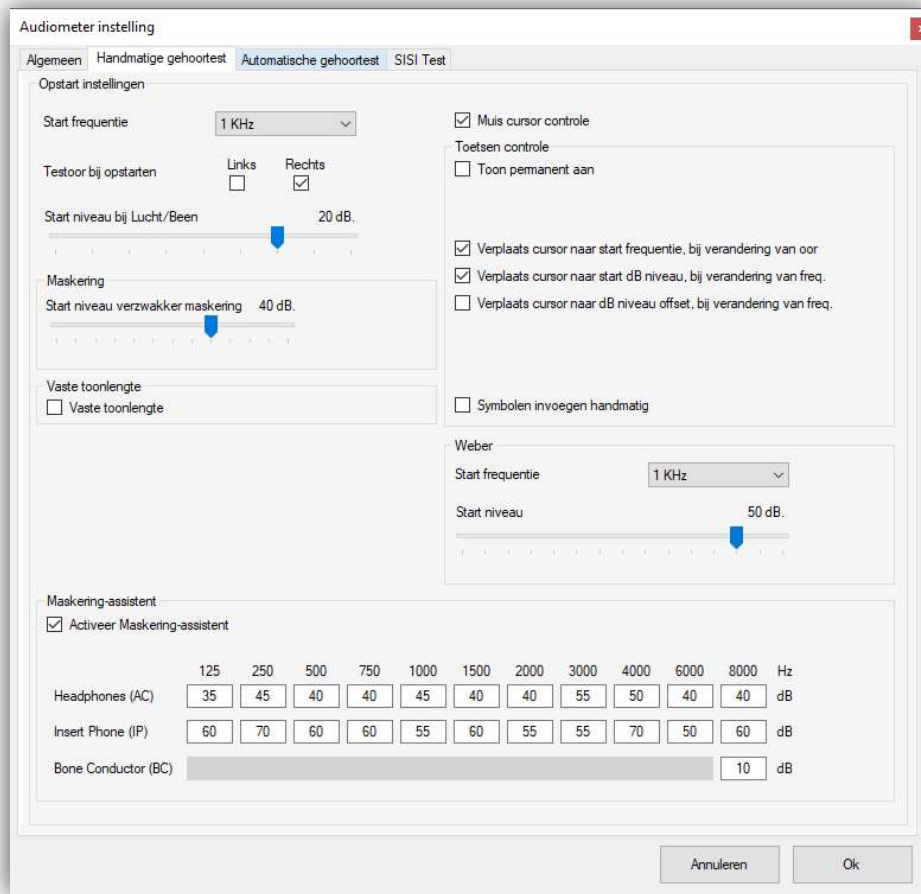 Audiometer instelling
Algemeen Handmatige gehoortest Automatische gehoortest SISI Test
Opstart instellingen
Start frequentie 1 KHz
Testoor bij opstarten Links Rechts
Start niveau bij Lucht/Been 20 dB.
Maskering
Start niveau verzwakker maskering 40 dB.
Vaste toonlengte
Vaste toonlengte
Muis cursor controle
Toetsen controle
Toon permanent aan
Verplaats cursor naar start frequentie, bij verandering van oor
Verplaats cursor naar start dB niveau, bij verandering van freq.
Verplaats cursor naar dB niveau offset, bij verandering van freq.
Symbolen invoegen handmatig
Weber
Start frequentie 1 KHz
Start niveau 50 dB.
Maskering-assistent
Activeer Maskering-assistent
125 250 500 750 1000 1500 2000 3000 4000 6000 8000 Hz
Headphones (AC) 35 45 40 40 45 40 40 55 50 40 40 dB
Insert Phone (IP) 60 70 60 60 55 60 55 55 70 50 60 dB
Bone Conductor (BC) 10 dB
Annuleren Ok